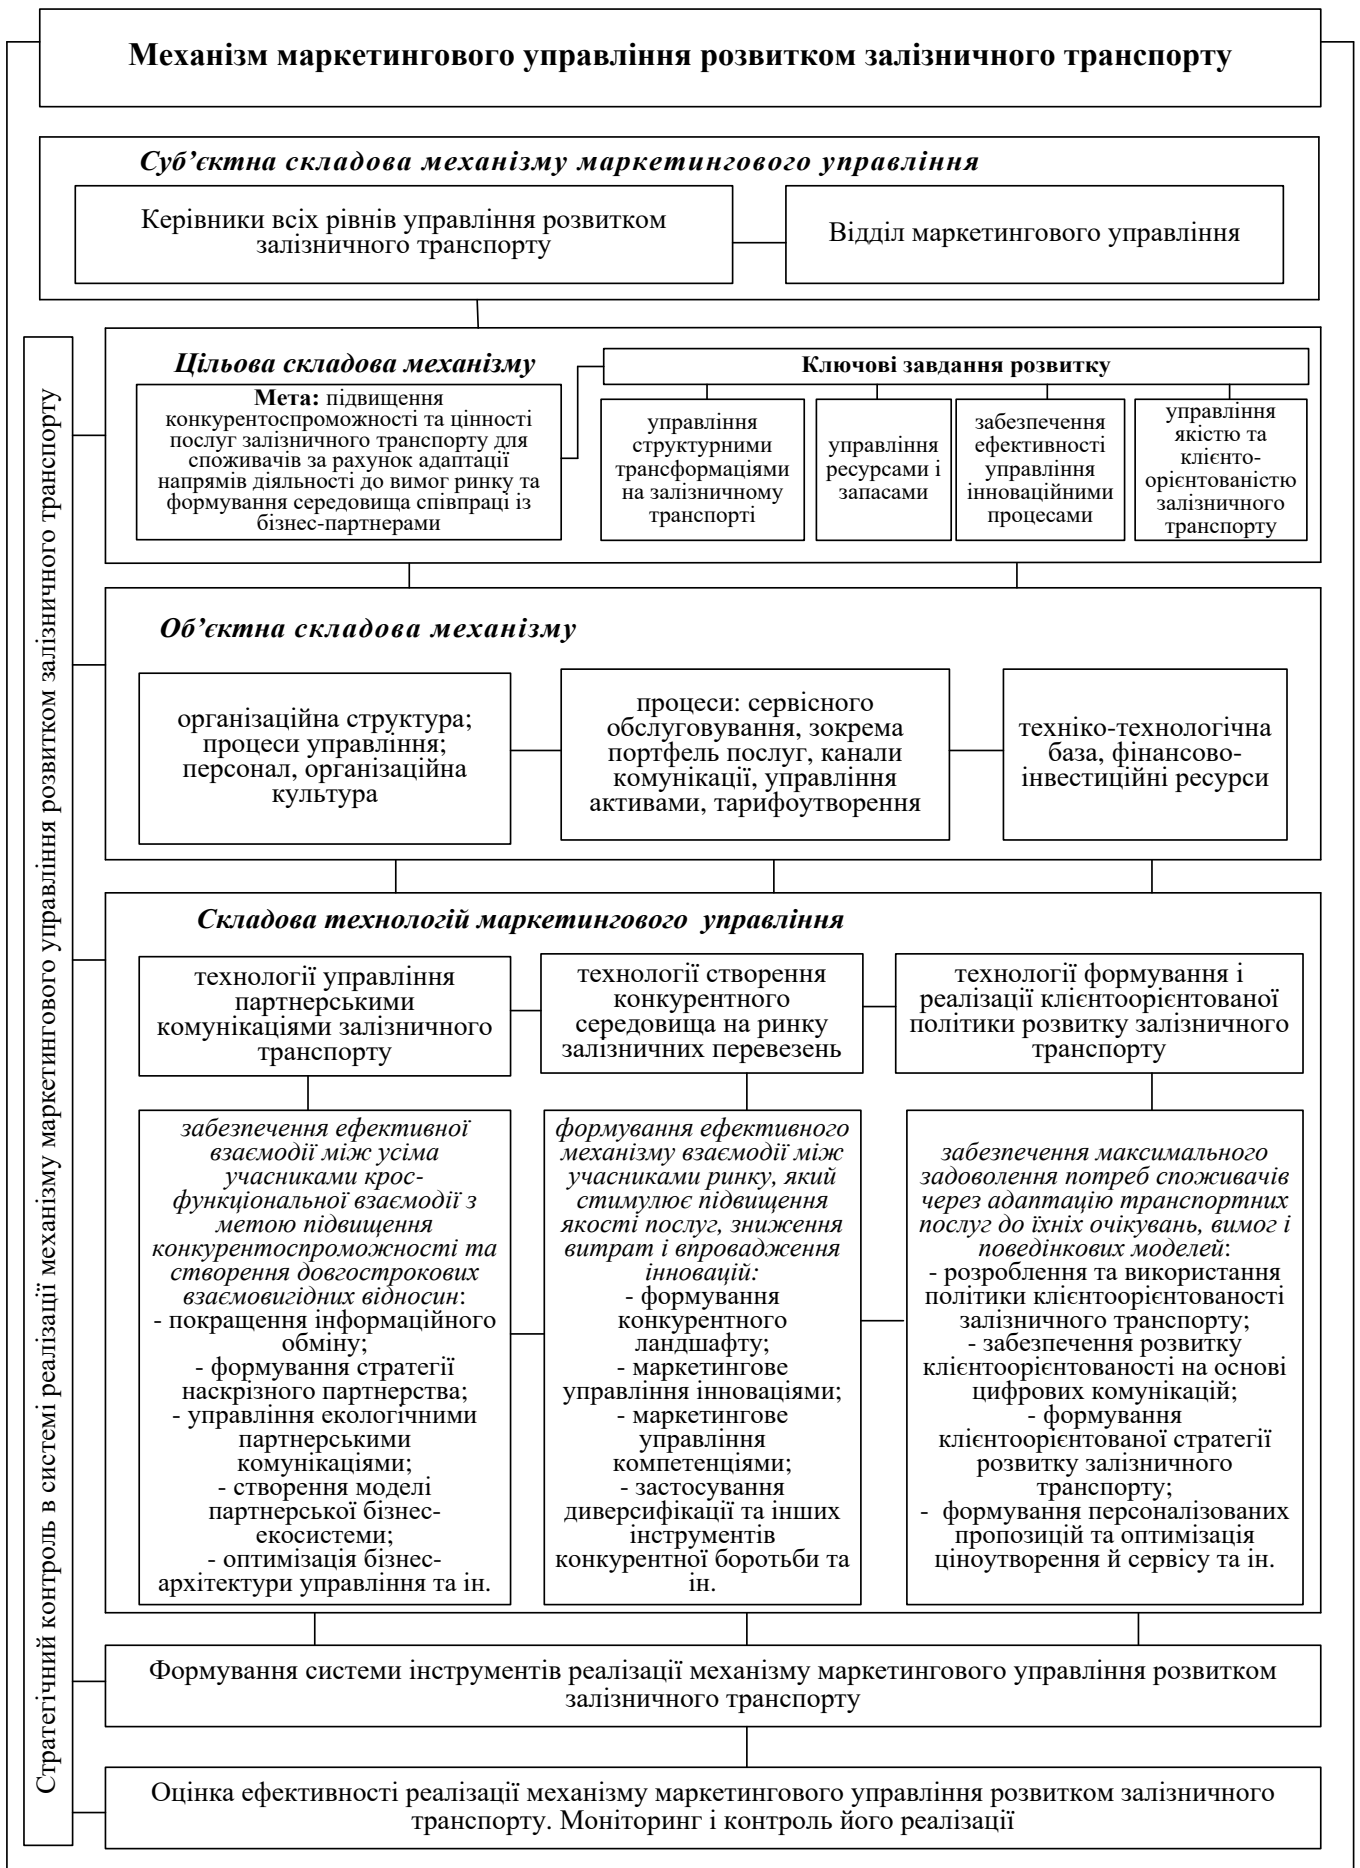 Механізм маркетингового управління розвитком залізничного транспорту
Суб’єктна складова механізму маркетингового управління
Керівники всіх рівнів управління розвитком
залізничного транспорту
Відділ маркетингового управління
Стратегічний контроль в системі реалізації механізму маркетингового управління розвитком залізничного транспорту
Цільова складова механізму
Мета: підвищення
конкурентоспроможності та цінності
послуг залізничного транспорту для
споживачів за рахунок адаптації
напрямів діяльності до вимог ринку та
формування середовища співпраці із
бізнес-партнерами
Ключові завдання розвитку
управління
структурними
трансформаціями
на залізничному
транспорті
управління
ресурсами і
запасами
забезпечення
ефективності
управління
інноваційними
процесами
управління
якістю та
клієнто-
орієнтованістю
залізничного
транспорту
Об’єктна складова механізму
організаційна структура;
процеси управління;
персонал, організаційна
культура
процеси: сервісного
обслуговування, зокрема
портфель послуг, канали
комунікації, управління
активами, тарифоутворення
техніко-технологічна
база, фінансово-
інвестиційні ресурси
Складова технологій маркетингового управління
технології управління
партнерськими
комунікаціями залізничного
транспорту
технології створення
конкурентного
середовища на ринку
залізничних перевезень
технології формування і
реалізації клієнтоорієнтованої
політики розвитку залізничного
транспорту
забезпечення ефективної
взаємодії між усіма
учасниками крос-
функціональної взаємодії з
метою підвищення
конкурентоспроможності та
створення довгострокових
взаємовигідних відносин:
- покращення інформаційного
обміну;
- формування стратегії
наскрізного партнерства;
- управління екологічними
партнерськими
комунікаціями;
- створення моделі
партнерської бізнес-
екосистеми;
- оптимізація бізнес-
архітектури управління та ін.
формування ефективного
механізму взаємодії між
учасниками ринку, який
стимулює підвищення
якості послуг, зниження
витрат і впровадження
інновацій:
- формування
конкурентного
ландшафту;
- маркетингове
управління інноваціями;
- маркетингове
управління
компетенціями;
- застосування
диверсифікації та інших
інструментів
конкурентної боротьби та
ін.
забезпечення максимального
задоволення потреб споживачів
через адаптацію транспортних
послуг до їхніх очікувань, вимог і
поведінкових моделей:
- розроблення та використання
політики клієнтоорієнтованості
залізничного транспорту;
- забезпечення розвитку
клієнтоорієнтованості на основі
цифрових комунікацій;
- формування
клієнтоорієнтованої стратегії
розвитку залізничного
транспорту;
- формування персоналізованих
пропозицій та оптимізація
ціноутворення й сервісу та ін.
Формування системи інструментів реалізації механізму маркетингового управління розвитком
залізничного транспорту
Оцінка ефективності реалізації механізму маркетингового управління розвитком залізничного
транспорту. Моніторинг і контроль його реалізації